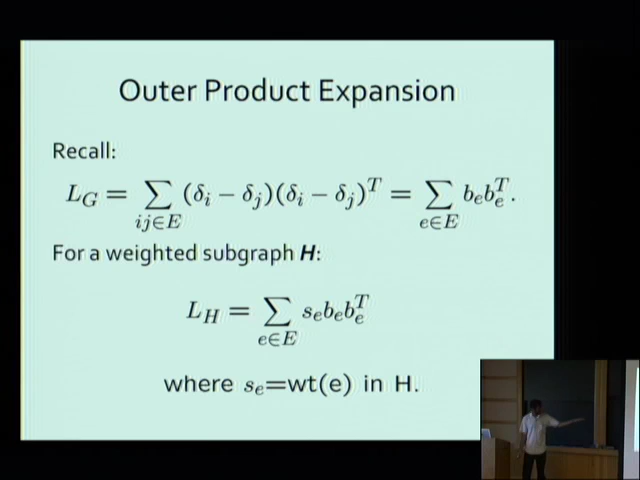 Outer Product Expansion
Recall:
L_G = ∑_{ij∈E} (δ_i − δ_j)(δ_i − δ_j)^T = ∑_{e∈E} b_e b_e^T.
For a weighted subgraph H:
L_H = ∑_{e∈E} s_e b_e b_e^T
where s_e=wt(e) in H.